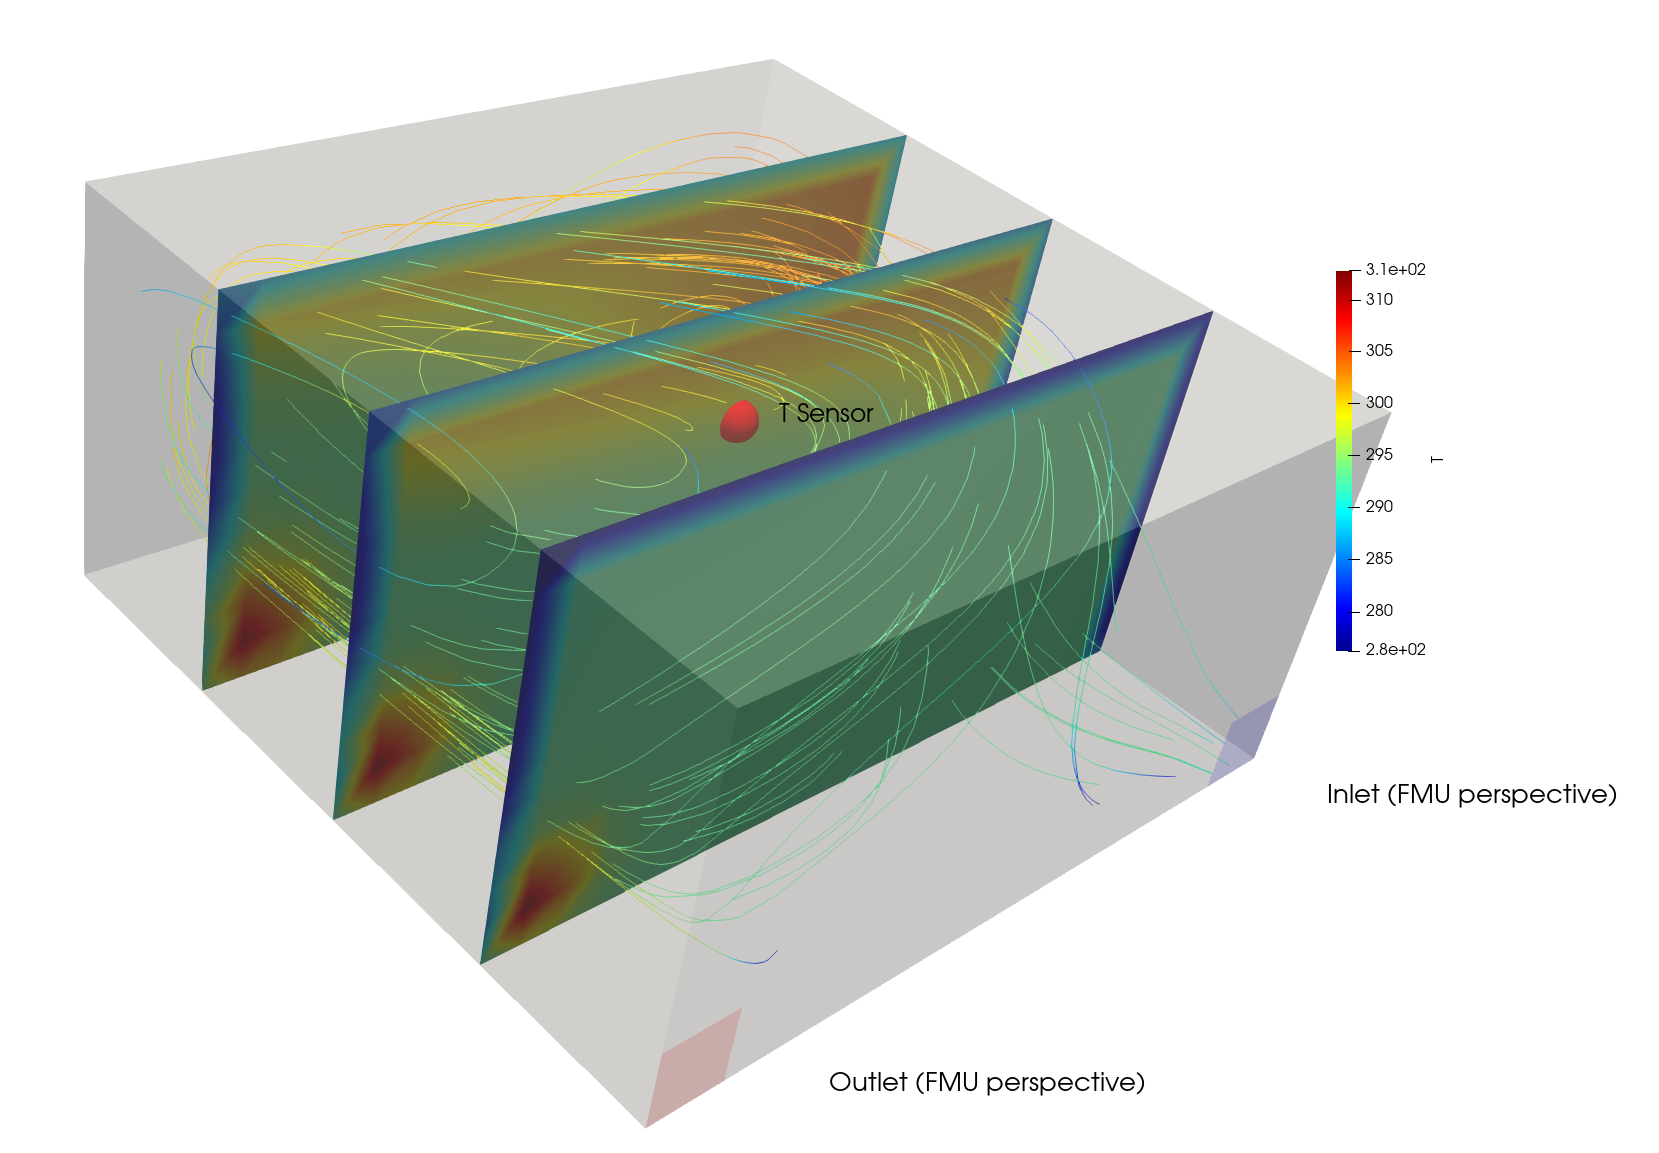 T Sensor
3.1e+02
310
305
300
295
290
285
280
2.8e+02
T
Inlet (FMU perspective)
Outlet (FMU perspective)